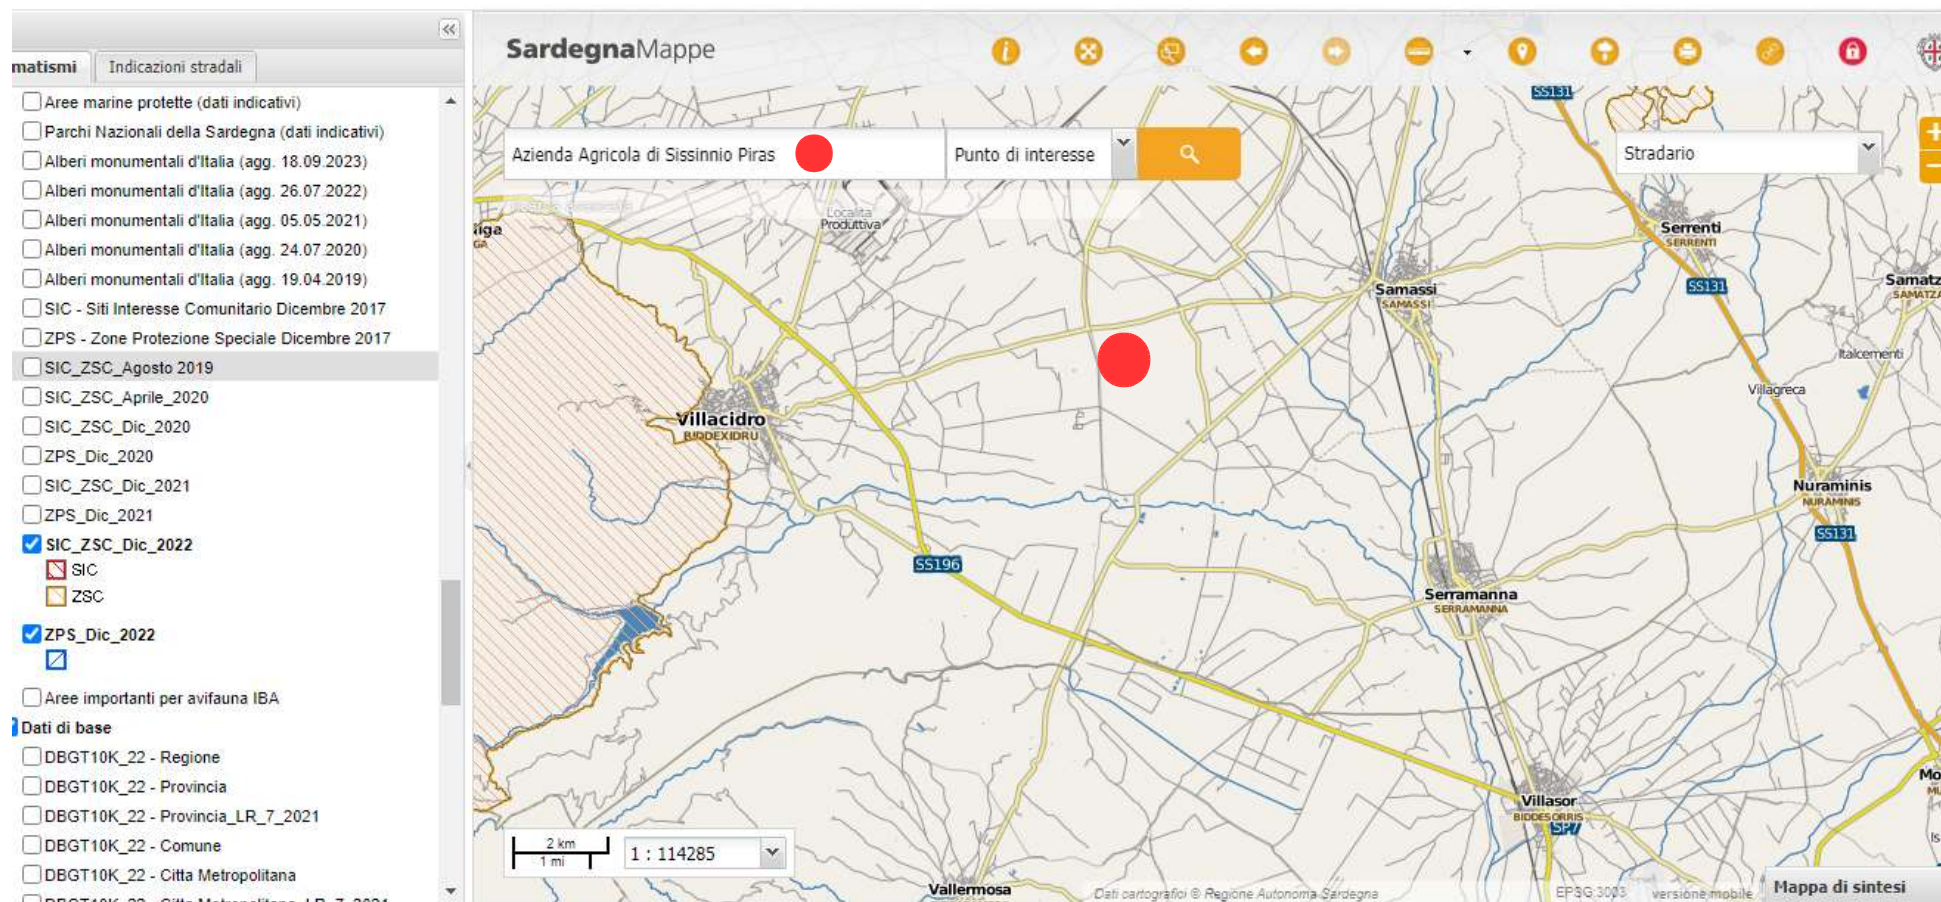 matismi
Indicazioni stradali
Aree marine protette (dati indicativi)
Parchi Nazionali della Sardegna (dati indicativi)
Alberi monumentali d'Italia (agg. 18.09.2023)
Alberi monumentali d'Italia (agg. 26.07.2022)
Alberi monumentali d'Italia (agg. 05.05.2021)
Alberi monumentali d'Italia (agg. 24.07.2020)
Alberi monumentali d'Italia (agg. 19.04.2019)
SIC - Siti Interesse Comunitario Dicembre 2017
ZPS - Zone Protezione Speciale Dicembre 2017
SIC_ZSC_Agosto 2019
SIC_ZSC_Aprile_2020
SIC_ZSC_Dic_2020
ZPS_Dic_2020
SIC_ZSC_Dic_2021
ZPS_Dic_2021
SIC_ZSC_Dic_2022
SIC
ZSC
ZPS_Dic_2022
Aree importanti per avifauna IBA
Dati di base
DBGT10K_22 - Regione
DBGT10K_22 - Provincia
DBGT10K_22 - Provincia_LR_7_2021
DBGT10K_22 - Comune
DBGT10K_22 - Citta Metropolitana
SardegnaMappe
Azienda Agricola di Sissinnio Piras
Punto di interesse
Stradario
SS131
Località
Produttiva
Serrenti
SERRENTI
SS131
Samassi
SAMASSI
Samatz
SAMATZA
Italcementi
Villagreca
Villacidro
BIDDEXIDRU
Nuraminis
NURAMINIS
SS131
SS196
Serramanna
SERRAMANNA
Villasor
BIDDESORRIS
SP7
Mo
Is
2 km
1 mi
1 : 114285
Vallermosa
Dati cartografici © Regione Autonoma Sardegna
EPSG:3003
versione mobile
Mappa di sintesi